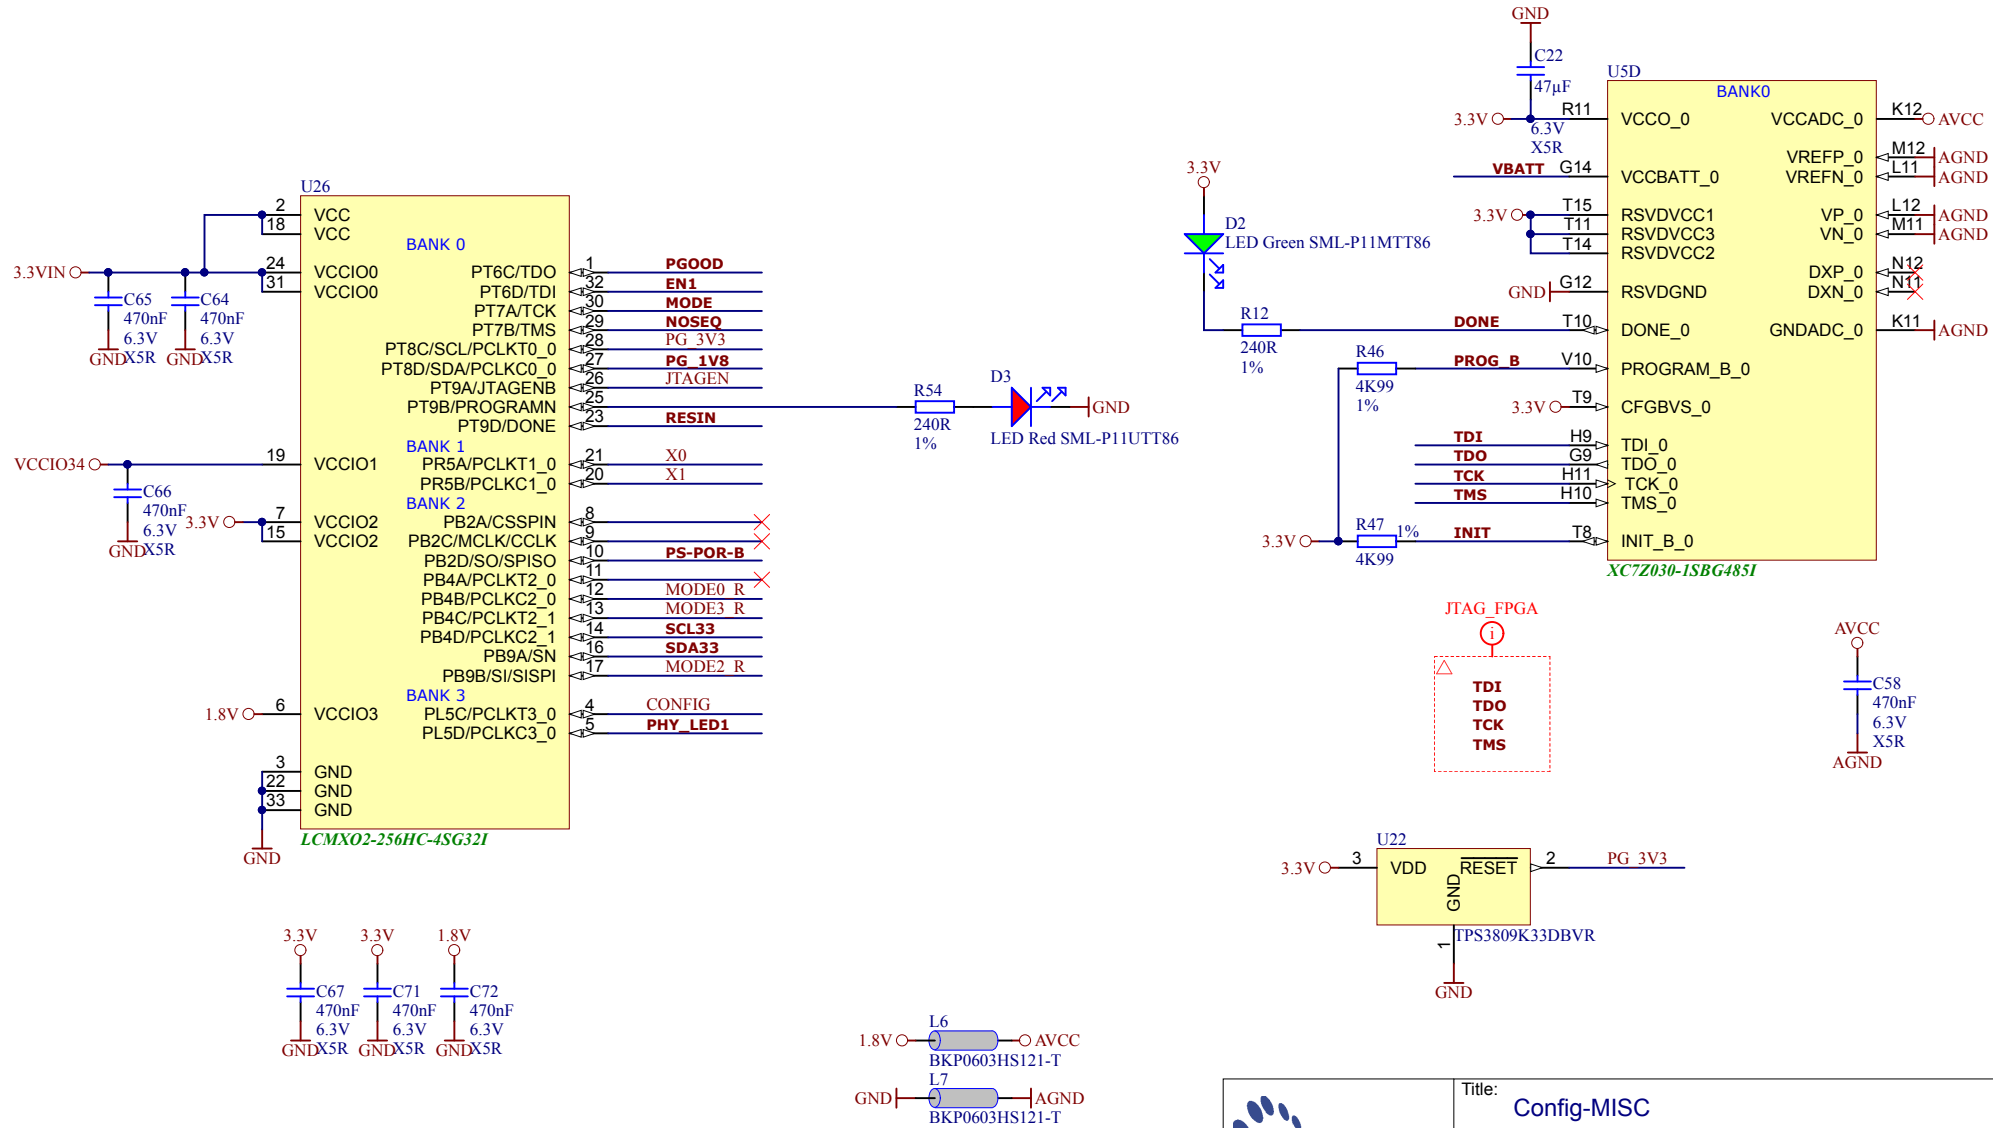 U26
2 VCC
18 VCC
BANK 0
3.3VIN
24 VCCIO0
31 VCCIO0
C65
470nF
6.3V
X5R
GND
C64
470nF
6.3V
X5R
GND
PT6C/TDO 1 PGOOD
PT6D/TDI 32 EN1
PT7A/TCK 30 MODE
PT7B/TMS 29 NOSEQ
PT8C/SCL/PCLKT0_0 28 PG_3V3
PT8D/SDA/PCLKC0_0 27 PG_1V8
PT9A/JTAGENB 26 JTAGEN
PT9B/PROGRAMN 25
PT9D/DONE 23 RESIN
R54
240R
1%
D3
LED Red SML-P11UTT86
GND
BANK 1
VCCIO34
19 VCCIO1
C66
470nF
6.3V
X5R
GND
PR5A/PCLKT1_0 21 X0
PR5B/PCLKC1_0 20 X1
BANK 2
3.3V
7 VCCIO2
15 VCCIO2
PB2A/CSSPIN 8
PB2C/MCLK/CCLK 9
PB2D/SO/SPISO 10 PS-POR-B
PB4A/PCLKT2_0 11
PB4B/PCLKC2_0 12 MODE0_R
PB4C/PCLKT2_1 13 MODE3_R
PB4D/PCLKC2_1 14 SCL33
PB9A/SN 16 SDA33
PB9B/SI/SISPI 17 MODE2_R
BANK 3
1.8V
6 VCCIO3
PL5C/PCLKT3_0 4 CONFIG
PL5D/PCLKC3_0 5 PHY_LED1
3 GND
22 GND
33 GND
GND
LCMXO2-256HC-4SG32I
GND
C22
47µF
6.3V
X5R
U5D
BANK0
3.3V R11 VCCO_0
VBATT G14 VCCBATT_0
3.3V T15 RSVDVCC1
T11 RSVDVCC3
T14 RSVDVCC2
GND G12 RSVDGND
DONE T10 DONE_0
PROG_B V10 PROGRAM_B_0
3.3V T9 CFGBVS_0
TDI H9 TDI_0
TDO G9 TDO_0
TCK H11 TCK_0
TMS H10 TMS_0
INIT T8 INIT_B_0
VCCADC_0 K12 AVCC
VREFP_0 M12 AGND
VREFN_0 L11 AGND
VP_0 L12 AGND
VN_0 M11 AGND
DXP_0 N12
DXN_0 N11
GNDADC_0 K11 AGND
XC7Z030-1SBG485I
3.3V
D2
LED Green SML-P11MTT86
R12
240R
1%
R46
4K99
1%
3.3V
R47 1%
4K99
JTAG_FPGA
i
TDI
TDO
TCK
TMS
AVCC
C58
470nF
6.3V
X5R
AGND
U22
3.3V 3 VDD RESET 2 PG_3V3
GND
1
TPS3809K33DBVR
GND
3.3V
C67
470nF
6.3V
X5R
GND
3.3V
C71
470nF
6.3V
X5R
GND
1.8V
C72
470nF
6.3V
X5R
GND
L6
1.8V AVCC
BKP0603HS121-T
L7
GND AGND
BKP0603HS121-T
Title:
Config-MISC